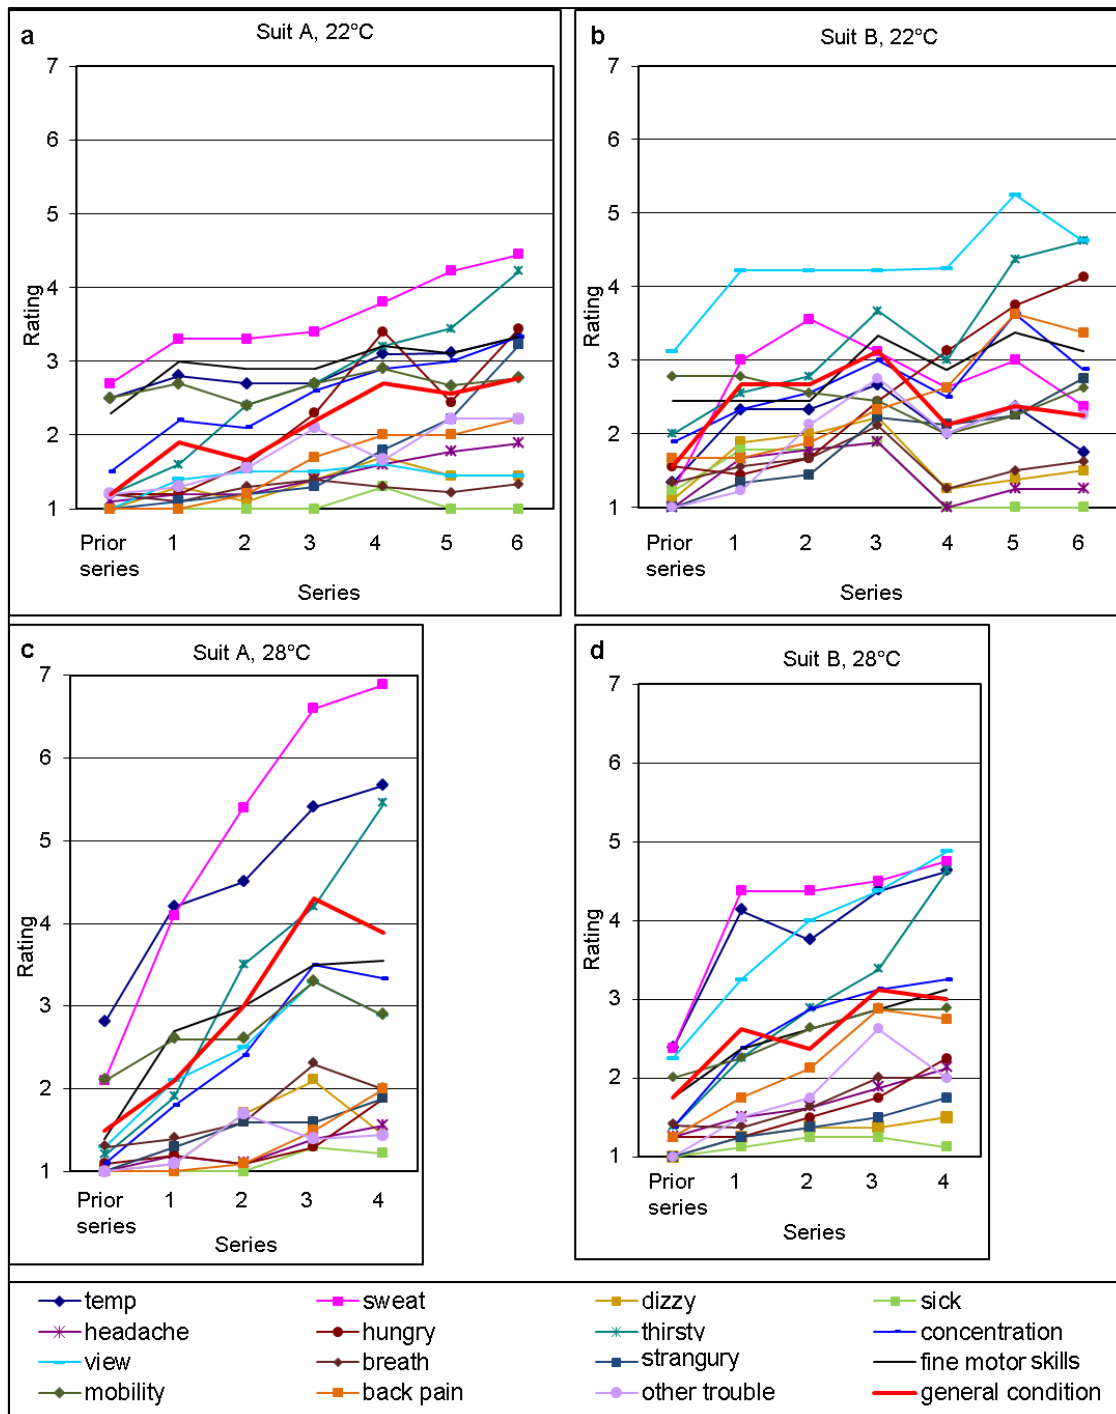 a
Suit A, 22°C
7
6
5
4
3
2
1
Rating
Prior series
1
2
3
4
5
6
Series
b
Suit B, 22°C
7
6
5
4
3
2
1
Rating
Prior series
1
2
3
4
5
6
Series
c
Suit A, 28°C
7
6
5
4
3
2
1
Rating
Prior series
1
2
3
4
Series
d
Suit B, 28°C
7
6
5
4
3
2
1
Rating
Prior series
1
2
3
4
Series
temp
sweat
dizzy
sick
headache
hungry
thirsty
concentration
view
breath
strangury
fine motor skills
mobility
back pain
other trouble
general condition